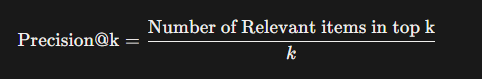 Precision@k = Number of Relevant items in top k / k